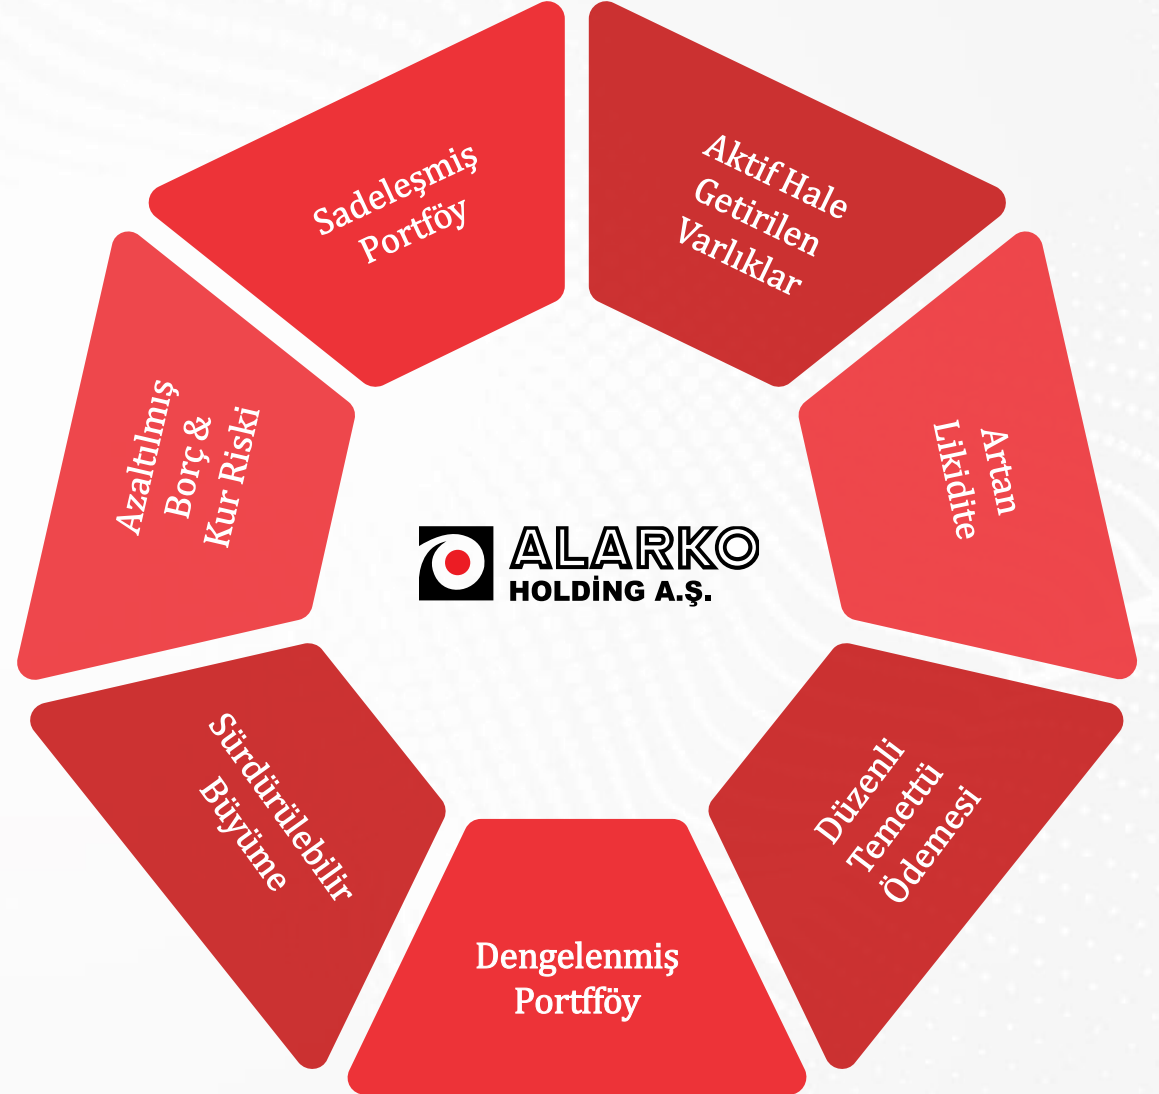 Sadeleşmiş
Portföy
Aktif Hale
Getirilen
Varlıklar
Artan
Likidite
Düzenli
Temettü
Ödemesi
Dengelenmiş
Portfföy
Sürdürülebilir
Büyüme
Azaltılmış
Borç &
Kur Riski
ALARKO
HOLDİNG A.Ş.